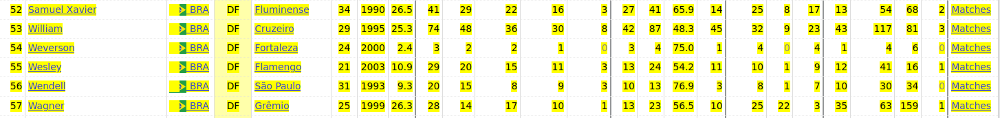 52 Samuel Xavier BRA DF Fluminense 34 1990 26.5 41 29 22 16 3 27 41 65.9 14 25 8 17 13 54 68 2 Matches
53 William BRA DF Cruzeiro 29 1995 25.3 74 48 36 30 8 42 87 48.3 45 32 9 23 43 117 81 3 Matches
54 Weverson BRA DF Fortaleza 24 2000 2.4 3 2 2 1 0 3 4 75.0 1 4 0 4 1 4 6 0 Matches
55 Wesley BRA DF Flamengo 21 2003 10.9 29 20 15 11 3 13 24 54.2 11 10 1 9 12 41 16 1 Matches
56 Wendell BRA DF São Paulo 31 1993 9.3 20 15 8 9 3 10 13 76.9 3 8 1 7 10 30 34 0 Matches
57 Wagner BRA DF Grêmio 25 1999 26.3 28 14 17 10 1 13 23 56.5 10 25 22 3 35 63 159 1 Matches